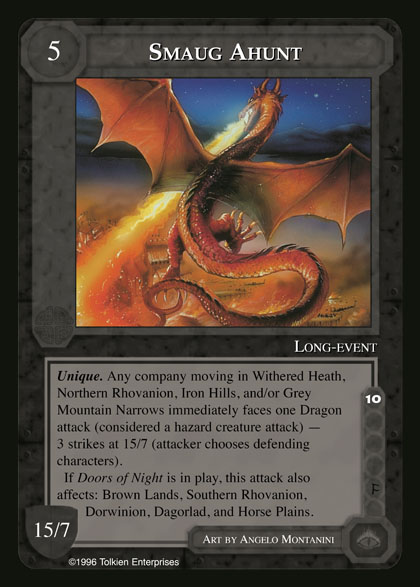 5
SMAUG AHUNT
LONG-EVENT
Unique. Any company moving in Withered Heath,
Northern Rhovanion, Iron Hills, and/or Grey
Mountain Narrows immediately faces one Dragon
attack (considered a hazard creature attack) —
3 strikes at 15/7 (attacker chooses defending
characters).
If Doors of Night is in play, this attack also
affects: Brown Lands, Southern Rhovanion,
Dorwinion, Dagorlad, and Horse Plains.
10
15/7
ART BY ANGELO MONTANINI
©1996 Tolkien Enterprises